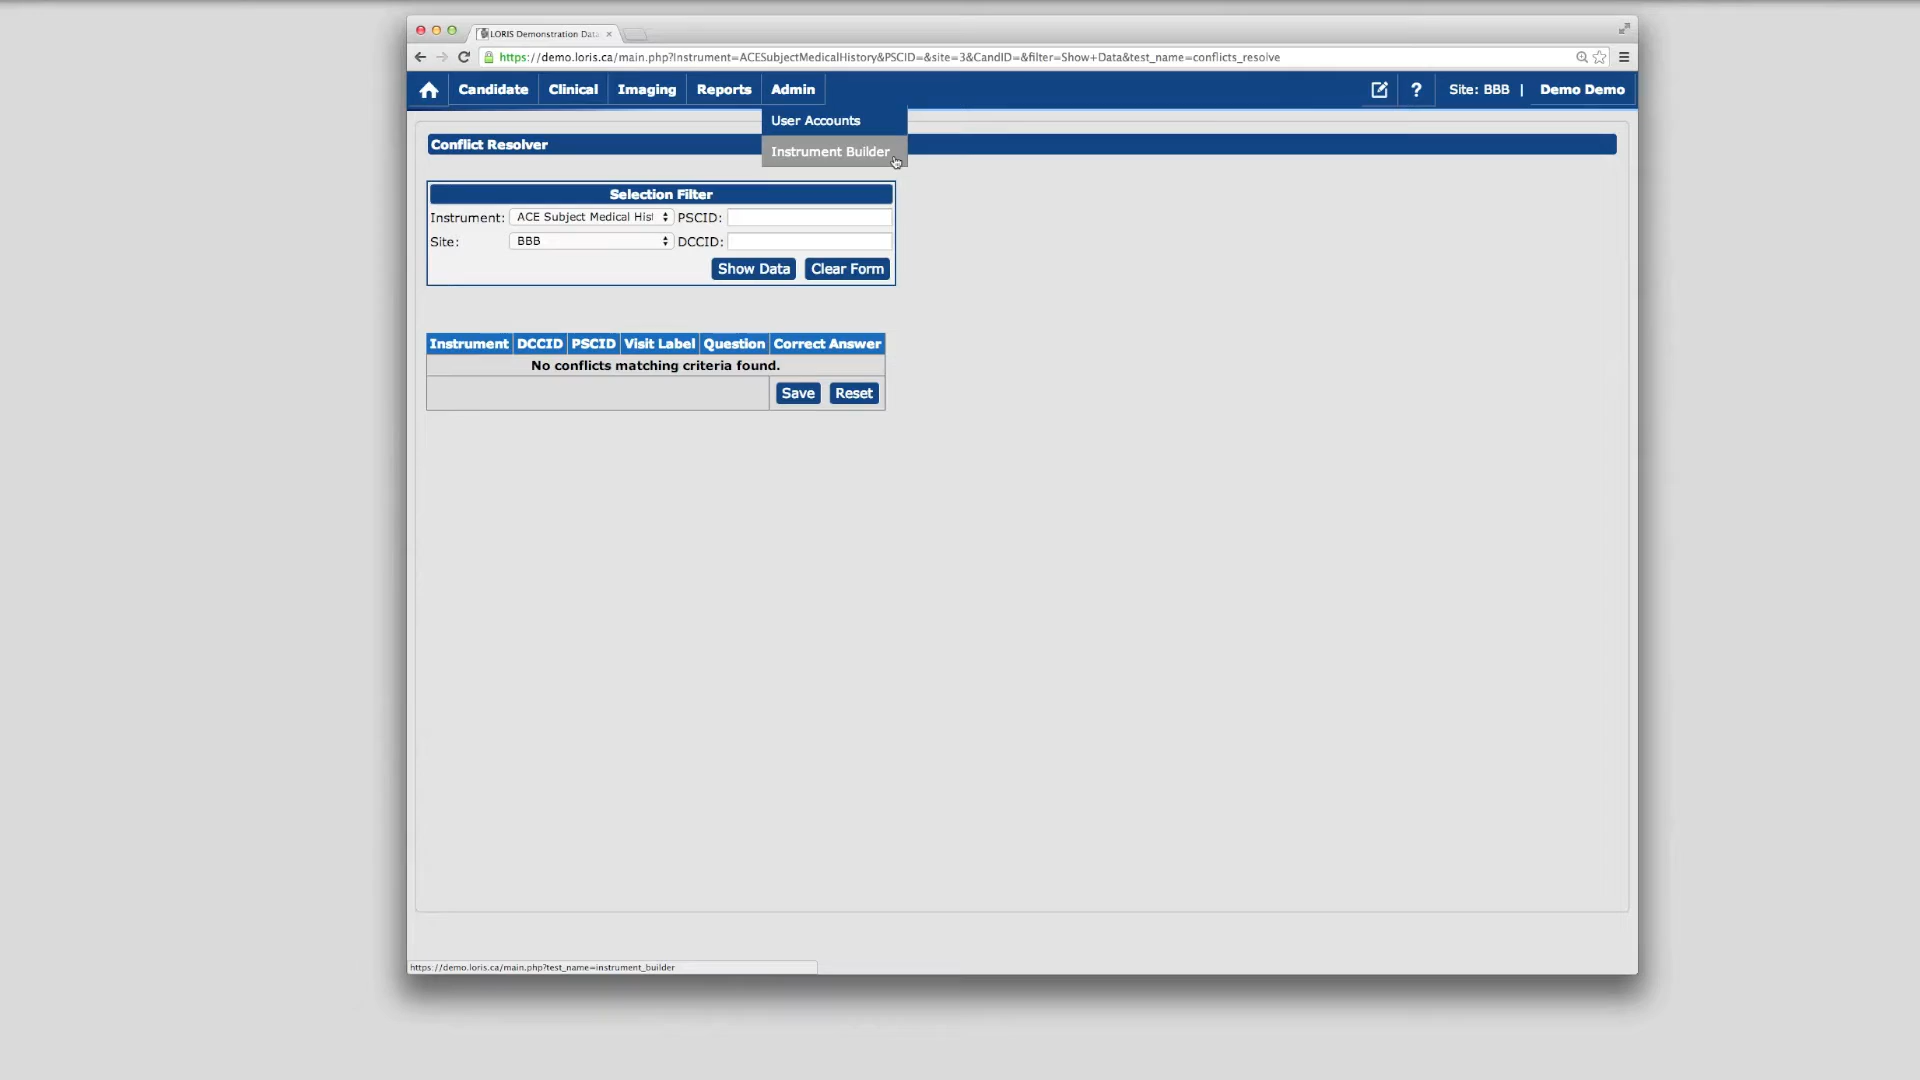 LORIS Demonstration Data
https://demo.loris.ca/main.php?Instrument=ACESubjectMedicalHistory&PSCID=&site=3&CandID=&filter=Show+Data&test_name=conflicts_resolve
Candidate Clinical Imaging Reports Admin ? Site: BBB | Demo Demo
User Accounts
Conflict Resolver
Instrument Builder
Selection Filter
Instrument: ACE Subject Medical Hist PSCID:
Site: BBB DCCID:
Show Data Clear Form
Instrument DCCID PSCID Visit Label Question Correct Answer
No conflicts matching criteria found.
Save Reset
https://demo.loris.ca/main.php?test_name=instrument_builder